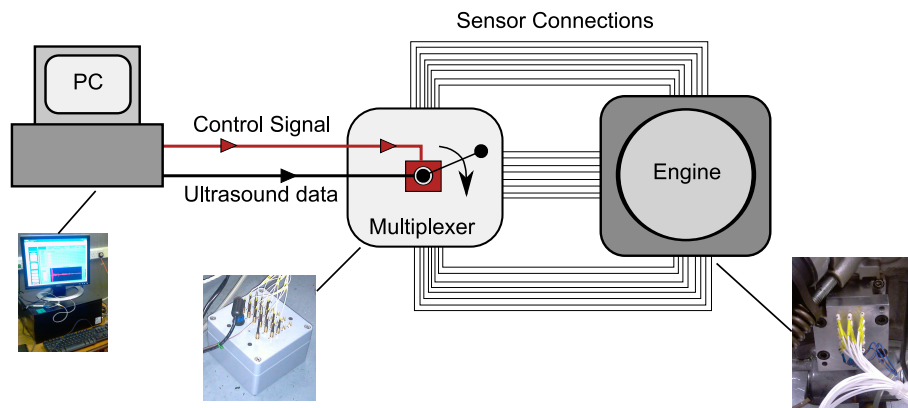 Sensor Connections
PC
Control Signal
Ultrasound data
Multiplexer
Engine